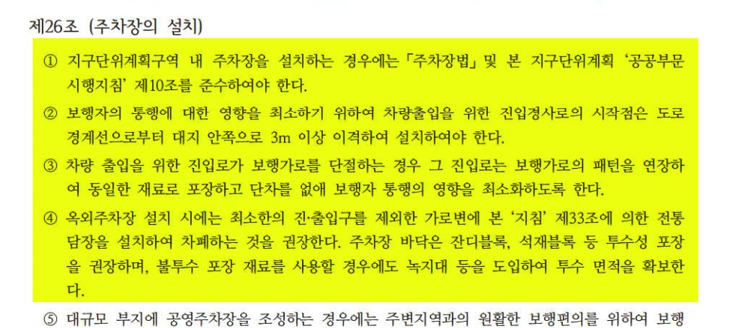 제26조 (주차장의 설치)
① 지구단위계획구역 내 주차장을 설치하는 경우에는 「주차장법」 및 본 지구단위계획 ‘공공부문
시행지침’ 제10조를 준수하여야 한다.
② 보행자의 통행에 대한 영향을 최소하기 위하여 차량출입을 위한 진입경사로의 시작점은 도로
경계선으로부터 대지 안쪽으로 3m 이상 이격하여 설치하여야 한다.
③ 차량 출입을 위한 진입로가 보행가로를 단절하는 경우 그 진입로는 보행가로의 패턴을 연장하
여 동일한 재료로 포장하고 단차를 없애 보행자 통행의 영향을 최소화하도록 한다.
④ 옥외주차장 설치 시에는 최소한의 진·출입구를 제외한 가로변에 본 ‘지침’ 제33조에 의한 전통
담장을 설치하여 차폐하는 것을 권장한다. 주차장 바닥은 잔디블록, 석재블록 등 투수성 포장
을 권장하며, 불투수 포장 재료를 사용할 경우에도 녹지대 등을 도입하여 투수 면적을 확보한
다.
⑤ 대규모 부지에 공영주차장을 조성하는 경우에는 주변지역과의 원활한 보행편의를 위하여 보행